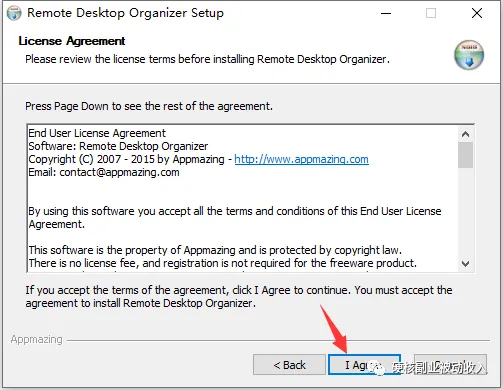 Remote Desktop Organizer Setup
License Agreement
Please review the license terms before installing Remote Desktop Organizer.
Press Page Down to see the rest of the agreement.
End User License Agreement
Software: Remote Desktop Organizer
Copyright (C) 2007 - 2015 by Appmazing - http://www.appmazing.com
Email: contact@appmazing.com
By using this software you accept all the terms and conditions of this End User License
Agreement.
This software is the property of Appmazing and is protected by copyright law.
There is no license fee, and registration is not required for the freeware product.
If you accept the terms of the agreement, click I Agree to continue. You must accept the
agreement to install Remote Desktop Organizer.
Appmazing
< Back
I Agree
硬核副业被动收入